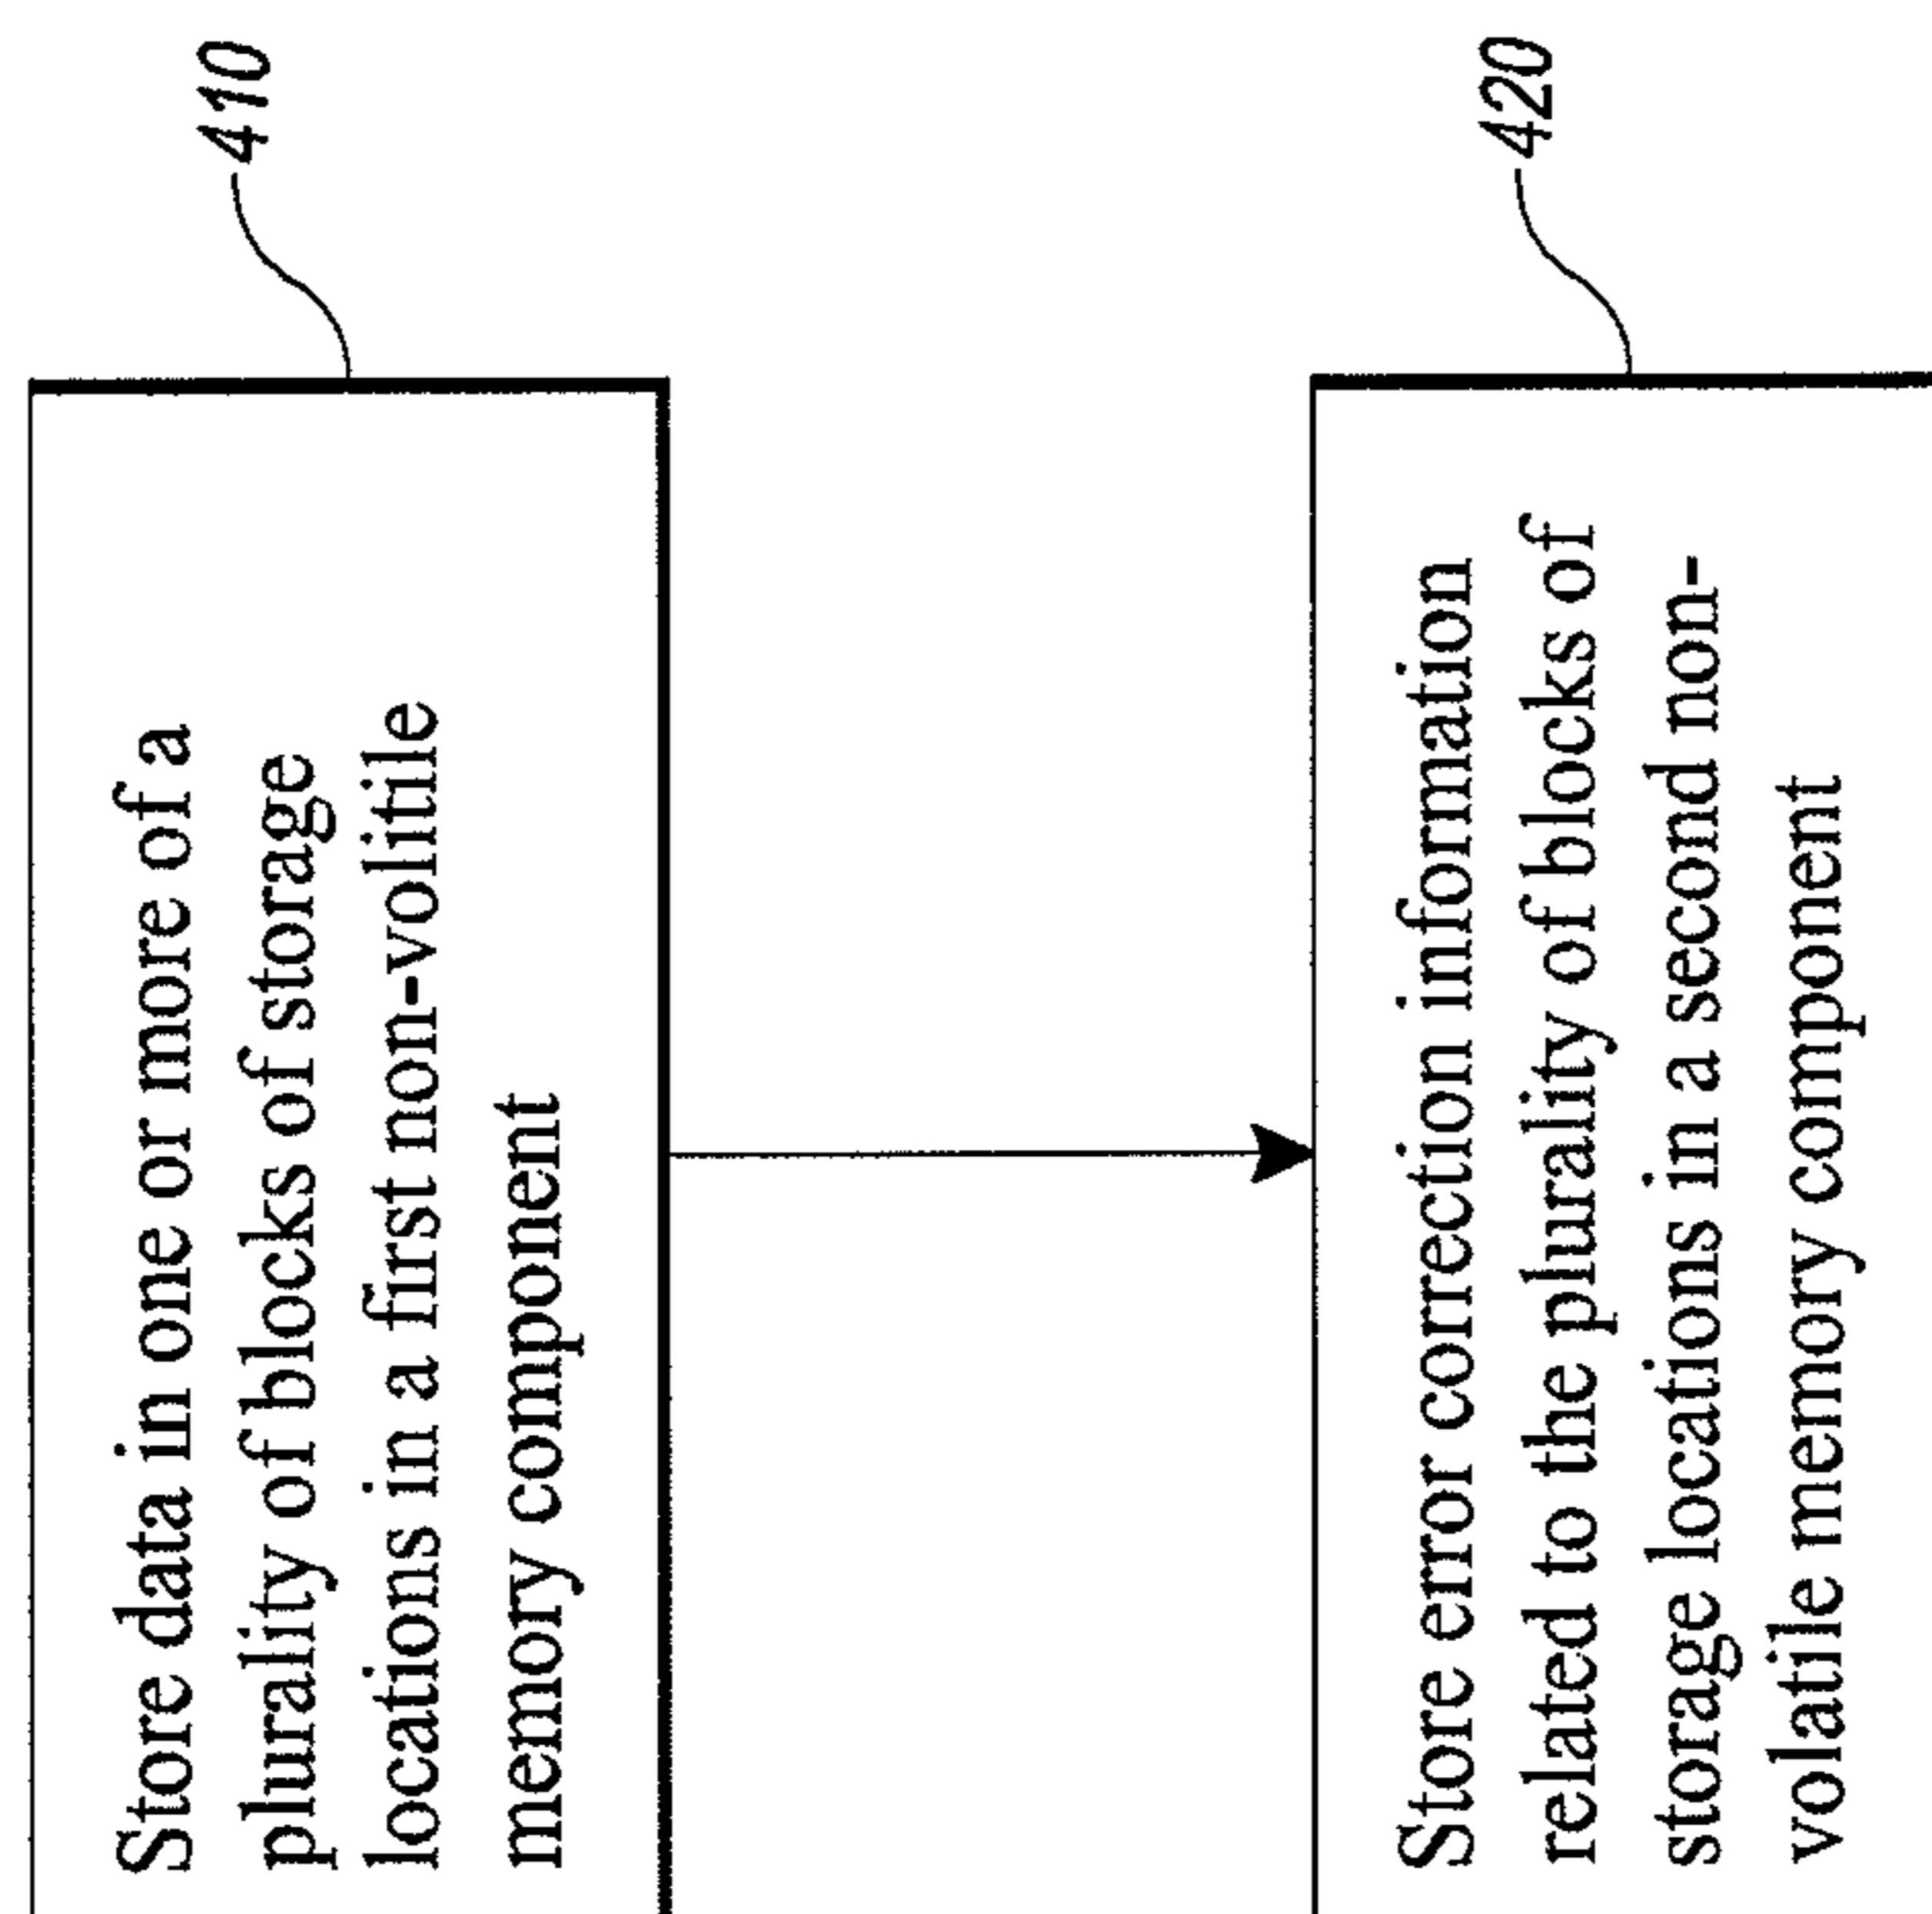 410
Store data in one or more of a
plurality of blocks of storage
locations in a first non-volitile
memory component
420
Store error correction information
related to the plurality of blocks of
storage locations in a second non-
volatile memory component